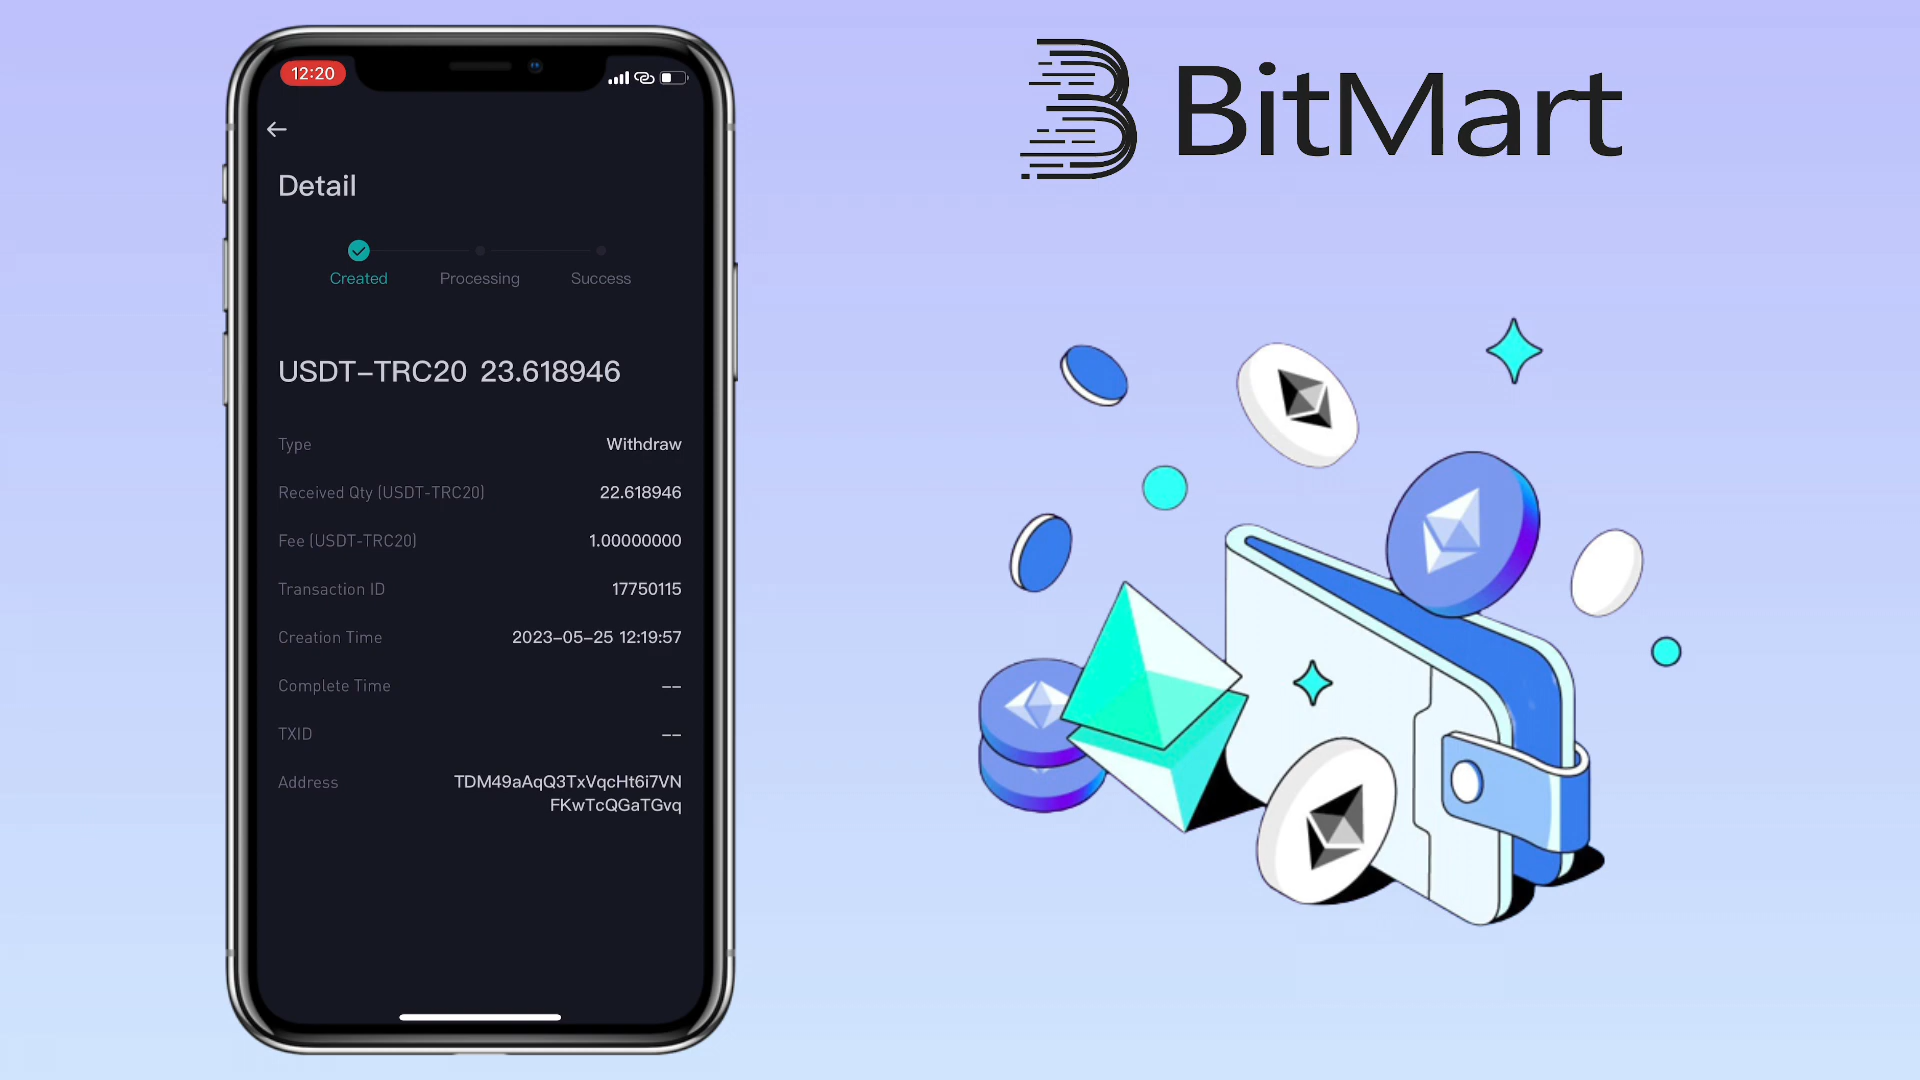 12:20
Detail
Created Processing Success
USDT-TRC20 23.618946
Type Withdraw
Received Qty (USDT-TRC20) 22.618946
Fee (USDT-TRC20) 1.00000000
Transaction ID 17750115
Creation Time 2023-05-25 12:19:57
Complete Time --
TXID --
Address TDM49aAqQ3TxVqcHt6i7VN
FKwTcQGaTGvq
BitMart